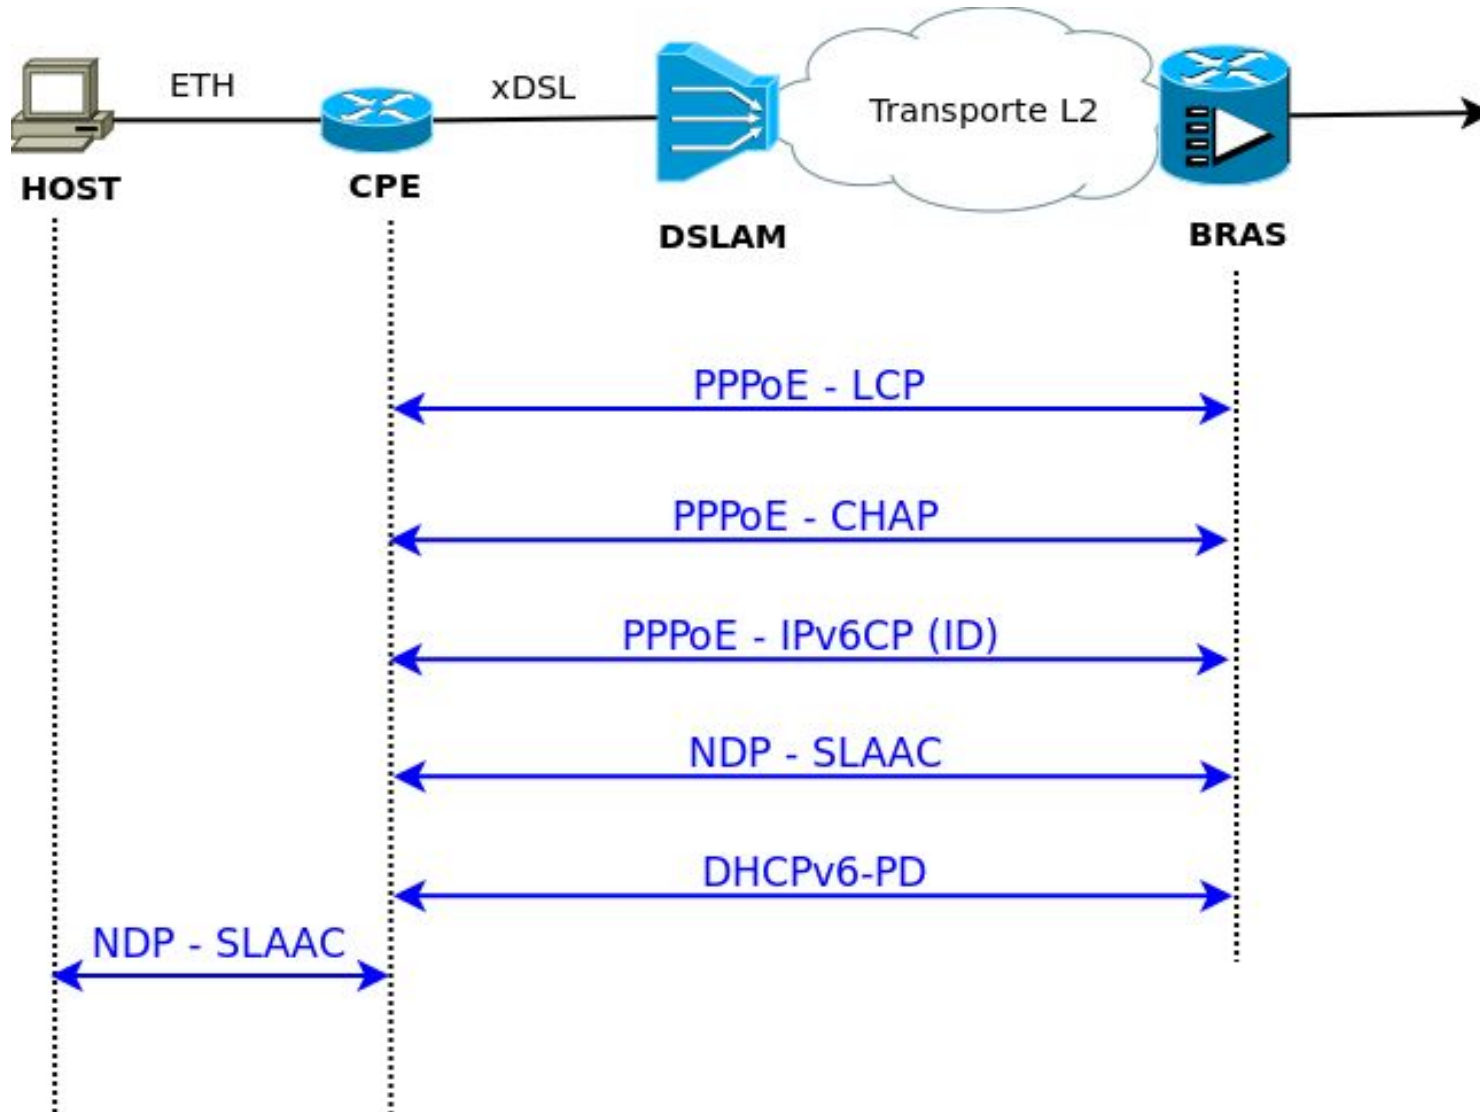 ETH
xDSL
Transporte L2
HOST
CPE
DSLAM
BRAS
PPPoE - LCP
PPPoE - CHAP
PPPoE - IPv6CP (ID)
NDP - SLAAC
DHCPv6-PD
NDP - SLAAC